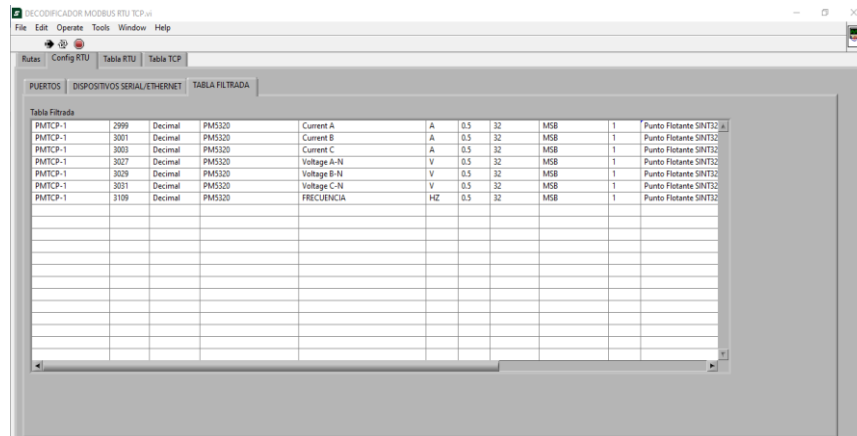 DECODIFICADOR MODBUS RTU TCP.vi
File Edit Operate Tools Window Help
Rutas Config RTU Tabla RTU Tabla TCP
PUERTOS DISPOSITIVOS SERIAL/ETHERNET TABLA FILTRADA
Tabla Filtrada
PMTCP-1 2999 Decimal PM5320 Current A A 0.5 32 MSB 1 Punto Flotante SINT32
PMTCP-1 3001 Decimal PM5320 Current B A 0.5 32 MSB 1 Punto Flotante SINT32
PMTCP-1 3003 Decimal PM5320 Current C A 0.5 32 MSB 1 Punto Flotante SINT32
PMTCP-1 3027 Decimal PM5320 Voltage A-N V 0.5 32 MSB 1 Punto Flotante SINT32
PMTCP-1 3029 Decimal PM5320 Voltage B-N V 0.5 32 MSB 1 Punto Flotante SINT32
PMTCP-1 3031 Decimal PM5320 Voltage C-N V 0.5 32 MSB 1 Punto Flotante SINT32
PMTCP-1 3109 Decimal PM5320 FRECUENCIA HZ 0.5 32 MSB 1 Punto Flotante SINT32